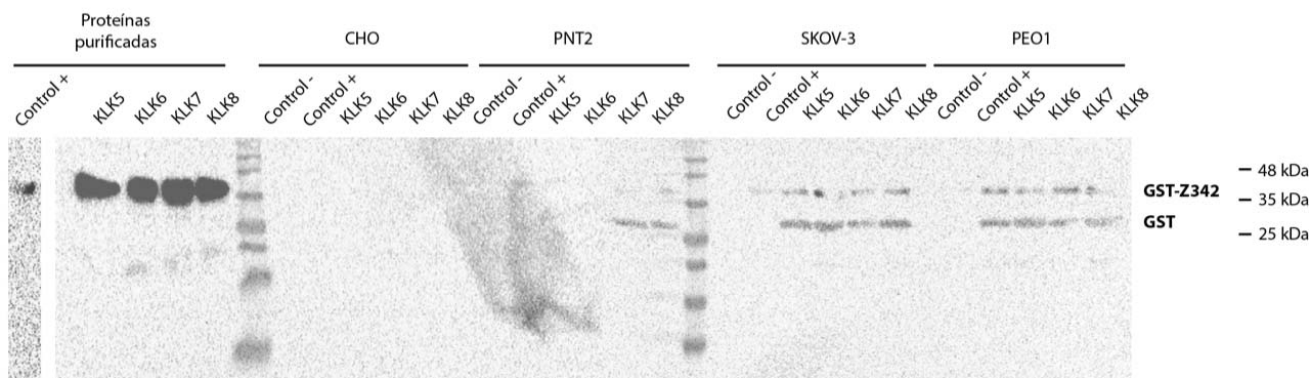 Proteínas
purificadas
CHO
PNT2
SKOV-3
PEO1
Control +
KLK5
KLK6
KLK7
KLK8
Control -
Control +
KLK5
KLK6
KLK7
KLK8
Control -
Control +
KLK5
KLK6
KLK7
KLK8
Control -
Control +
KLK5
KLK6
KLK7
KLK8
Control -
Control +
KLK5
KLK6
KLK7
KLK8
GST-Z342
GST
48 kDa
35 kDa
25 kDa